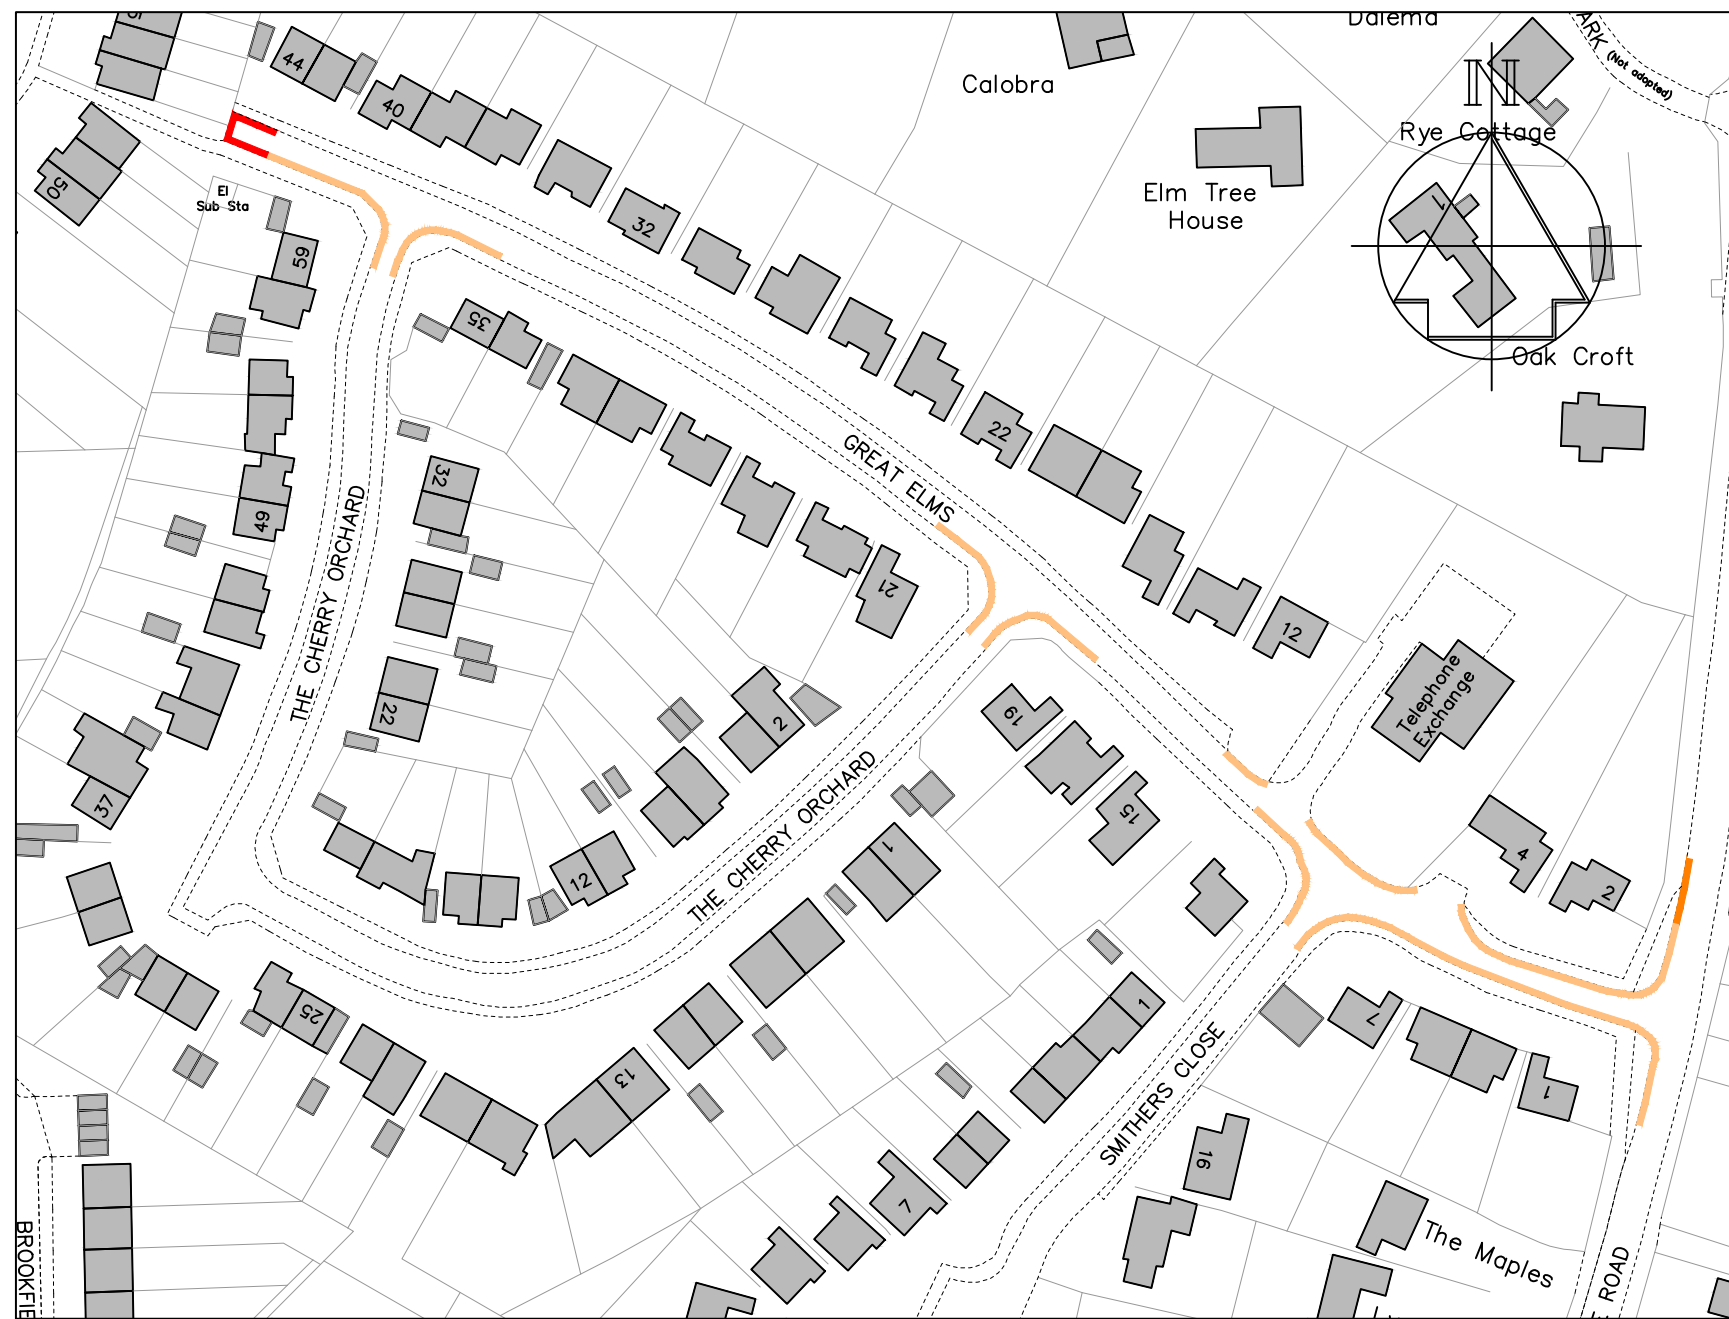 Dalema
ARK (Not adopted)
44
40
Calobra
N
Rye Cottage
50
El
Sub Sta
Elm Tree
House
1
32
59
35
Oak Croft
22
GREAT ELMS
32
49
THE CHERRY ORCHARD
21
12
Telephone
Exchange
22
2
19
37
15
THE CHERRY ORCHARD
1
4
2
12
25
1
7
13
SMITHERS CLOSE
1
16
7
The Maples
BROOKFIE
ROAD